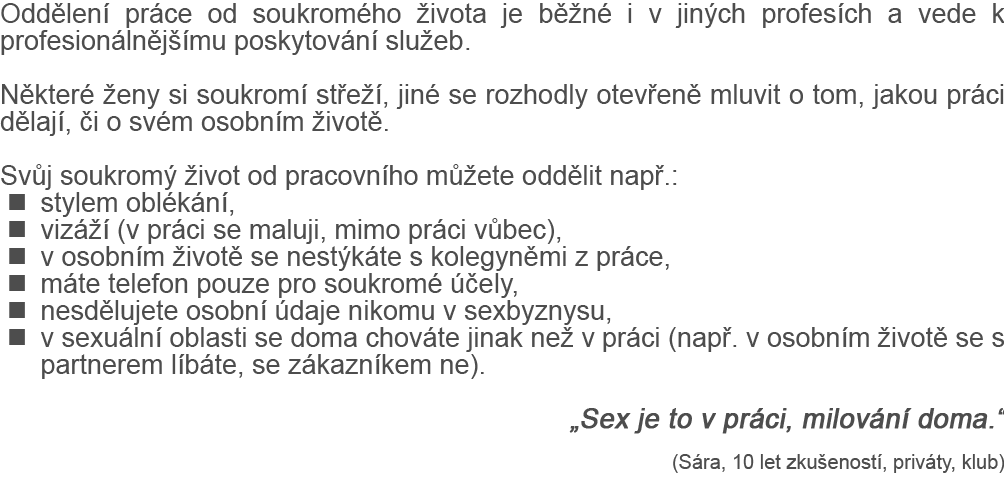 Oddělení práce od soukromého života je běžné i v jiných profesích a vede k
profesionálnějšímu poskytování služeb.
Některé ženy si soukromí střeží, jiné se rozhodly otevřeně mluvit o tom, jakou práci
dělají, či o svém osobním životě.
Svůj soukromý život od pracovního můžete oddělit např.:
■ stylem oblékání,
■ vizáží (v práci se maluji, mimo práci vůbec),
■ v osobním životě se nestýkáte s kolegyněmi z práce,
■ máte telefon pouze pro soukromé účely,
■ nesdělujete osobní údaje nikomu v sexbyznysu,
■ v sexuální oblasti se doma chováte jinak než v práci (např. v osobním životě se s
partnerem líbáte, se zákazníkem ne).
„Sex je to v práci, milování doma.“
(Sára, 10 let zkušeností, priváty, klub)